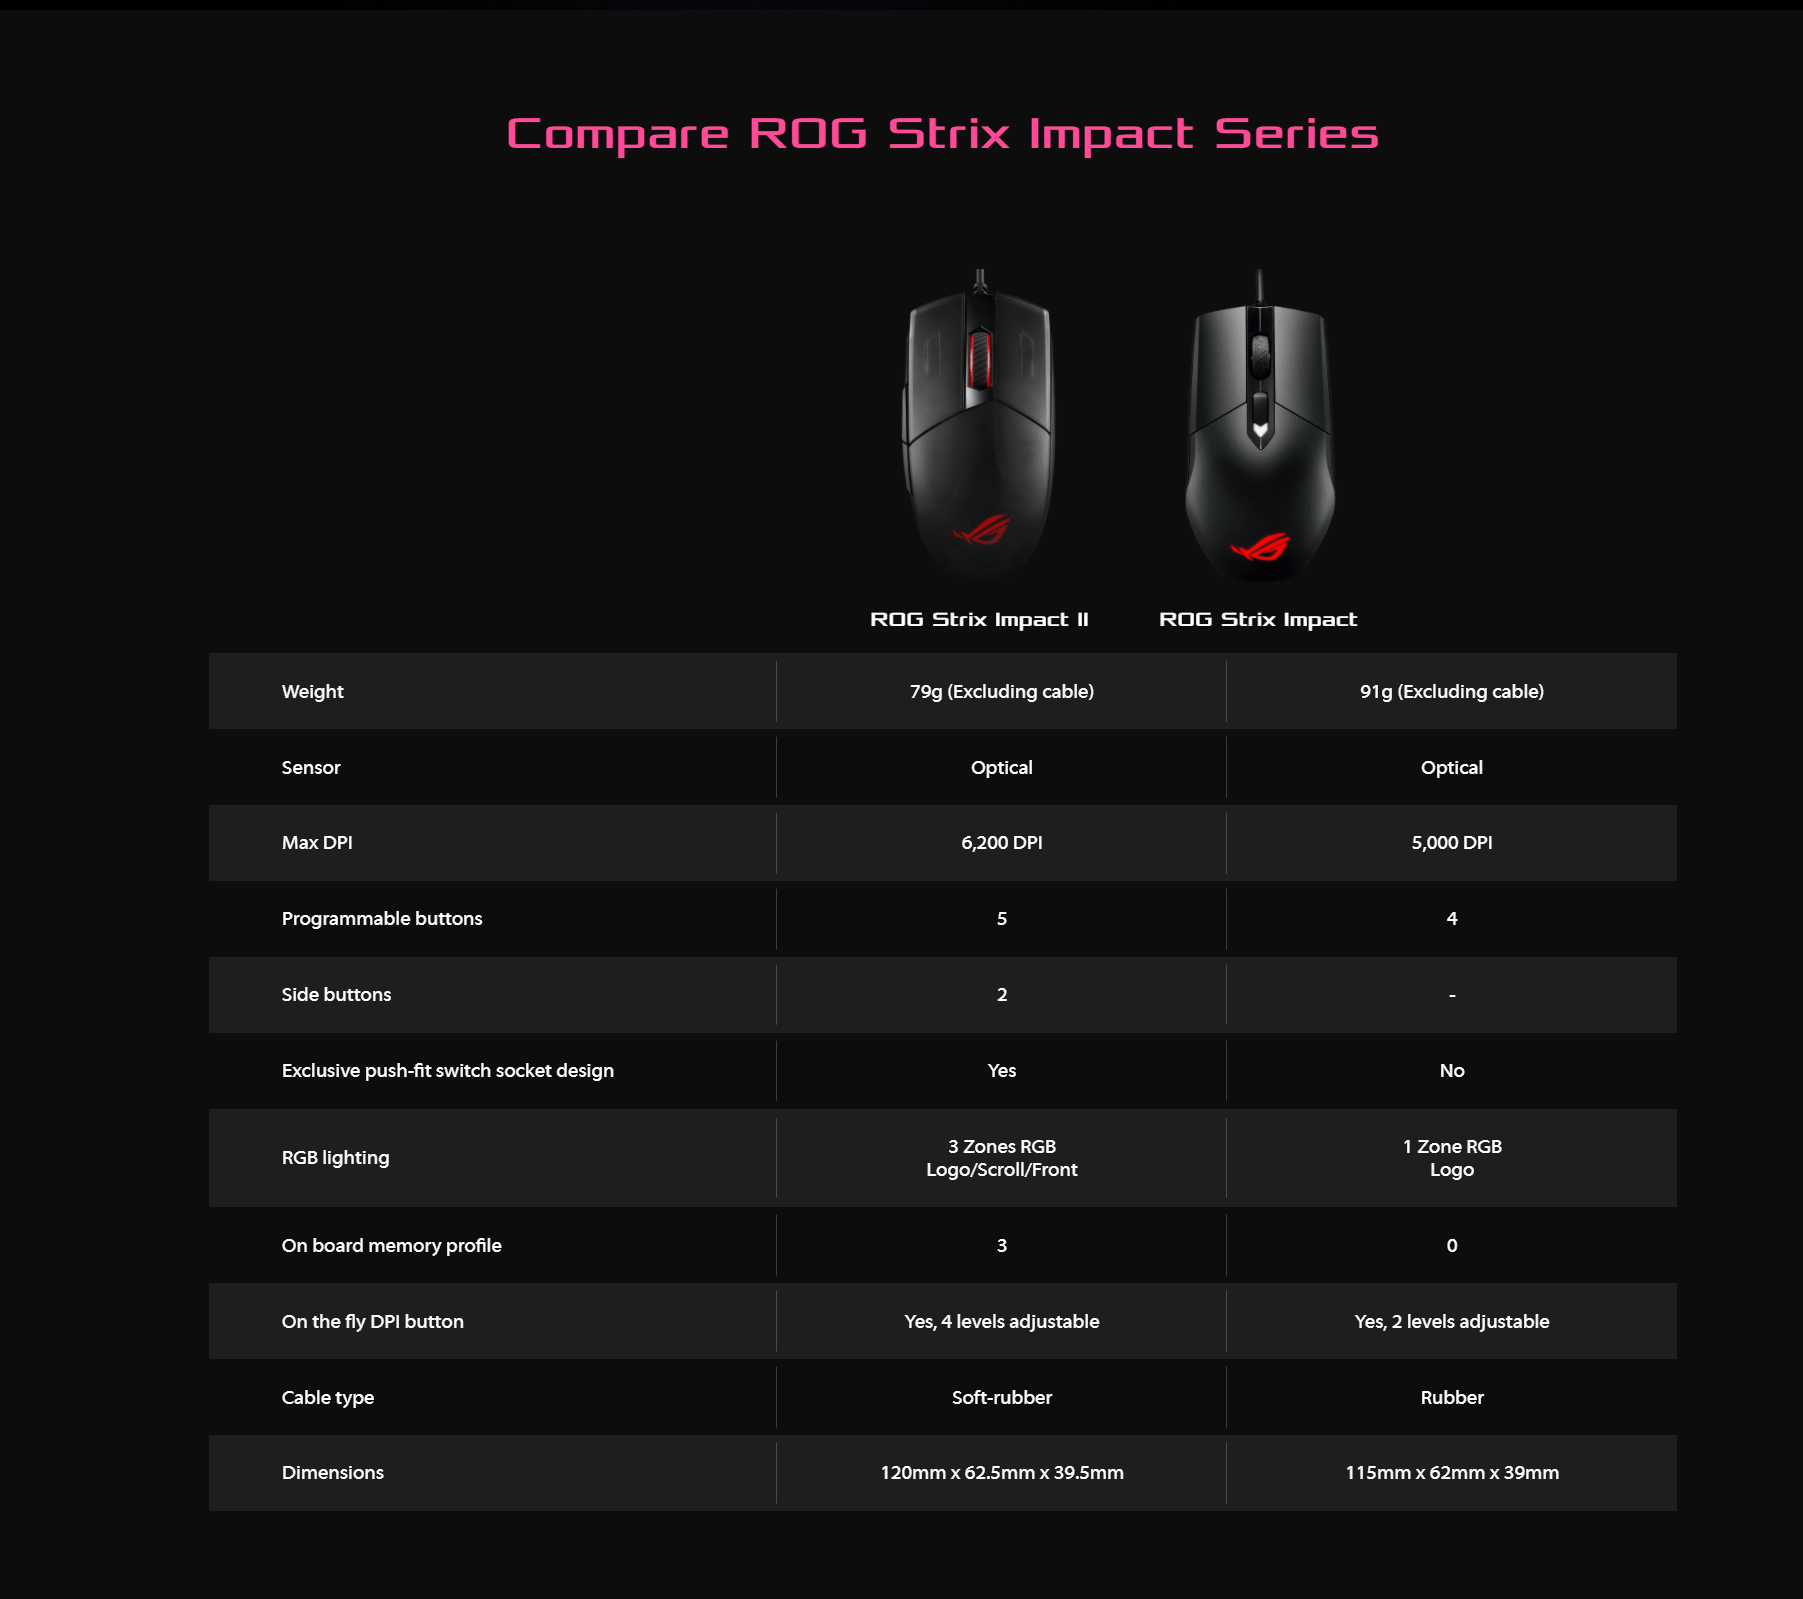 Compare ROG Strix Impact Series
ROG Strix Impact II
ROG Strix Impact
Weight
79g (Excluding cable)
91g (Excluding cable)
Sensor
Optical
Optical
Max DPI
6,200 DPI
5,000 DPI
Programmable buttons
5
4
Side buttons
2
-
Exclusive push-fit switch socket design
Yes
No
RGB lighting
3 Zones RGB
Logo/Scroll/Front
1 Zone RGB
Logo
On board memory profile
3
0
On the fly DPI button
Yes, 4 levels adjustable
Yes, 2 levels adjustable
Cable type
Soft-rubber
Rubber
Dimensions
120mm x 62.5mm x 39.5mm
115mm x 62mm x 39mm